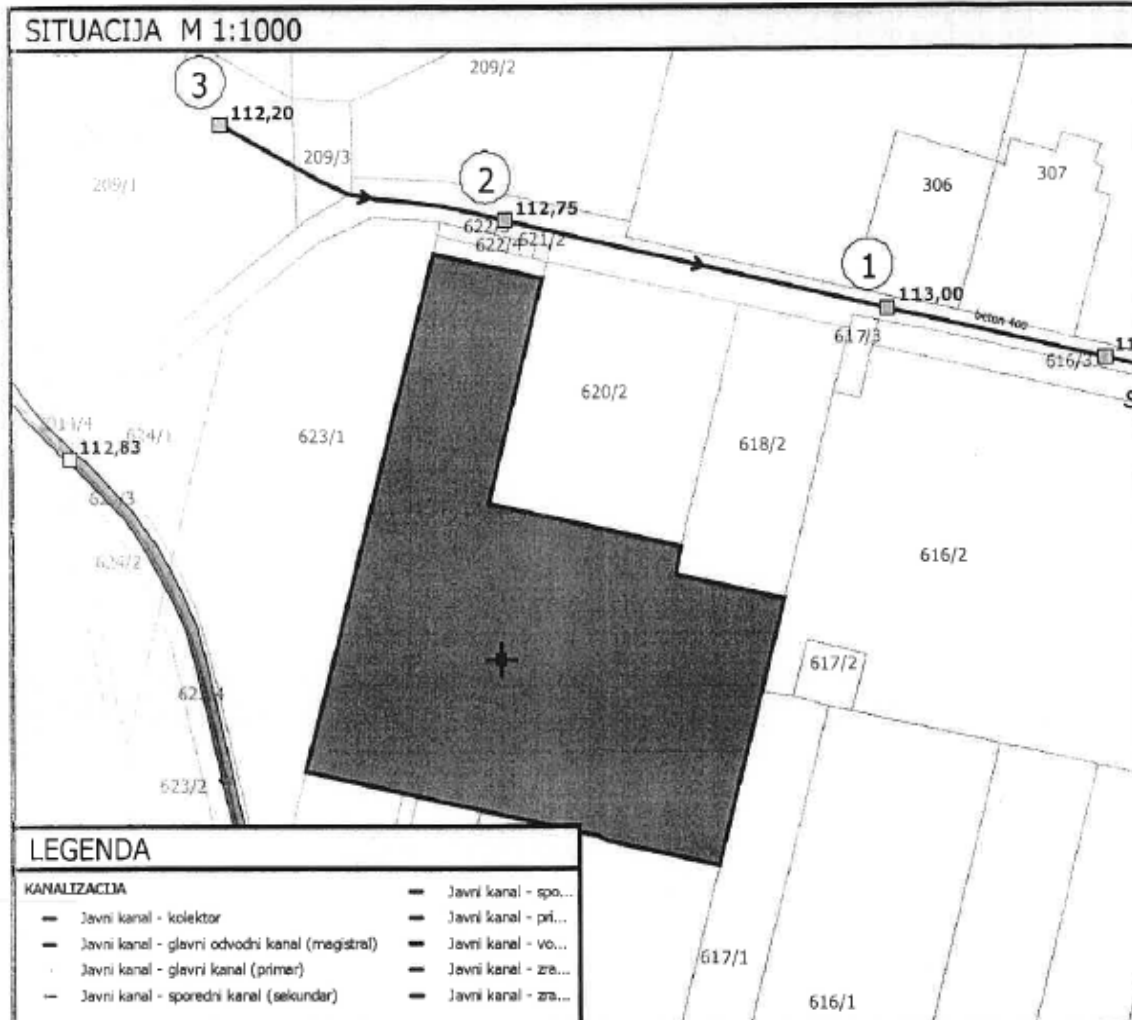 SITUACIJA M 1:1000
209/2
3
112,20
209/3
209/1
2
112,75
306
307
622/4
621/2
1
113,00
beton 400
617/3
616/3
11
S
620/2
618/2
623/1
624/1
112,83
624/2
616/2
617/2
623/2
617/1
616/1
LEGENDA
KANALIZACIJA
Javni kanal - kolektor
Javni kanal - glavni odvodni kanal (magistral)
Javni kanal - glavni kanal (primar)
Javni kanal - sporedni kanal (sekundar)
Javni kanal - spo...
Javni kanal - pri...
Javni kanal - vo...
Javni kanal - zra...
Javni kanal - zra...